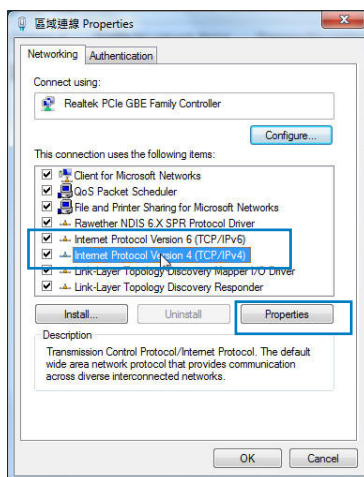 區域連線 Properties
Networking
Authentication
Connect using:
Realtek PCIe GBE Family Controller
Configure...
This connection uses the following items:
Client for Microsoft Networks
QoS Packet Scheduler
File and Printer Sharing for Microsoft Networks
Rawether NDIS 6.X SPR Protocol Driver
Internet Protocol Version 6 (TCP/IPv6)
Internet Protocol Version 4 (TCP/IPv4)
Link-Layer Topology Discovery Mapper I/O Driver
Link-Layer Topology Discovery Responder
Install...
Uninstall
Properties
Description
Transmission Control Protocol/Internet Protocol. The default
wide area network protocol that provides communication
across diverse interconnected networks.
OK
Cancel